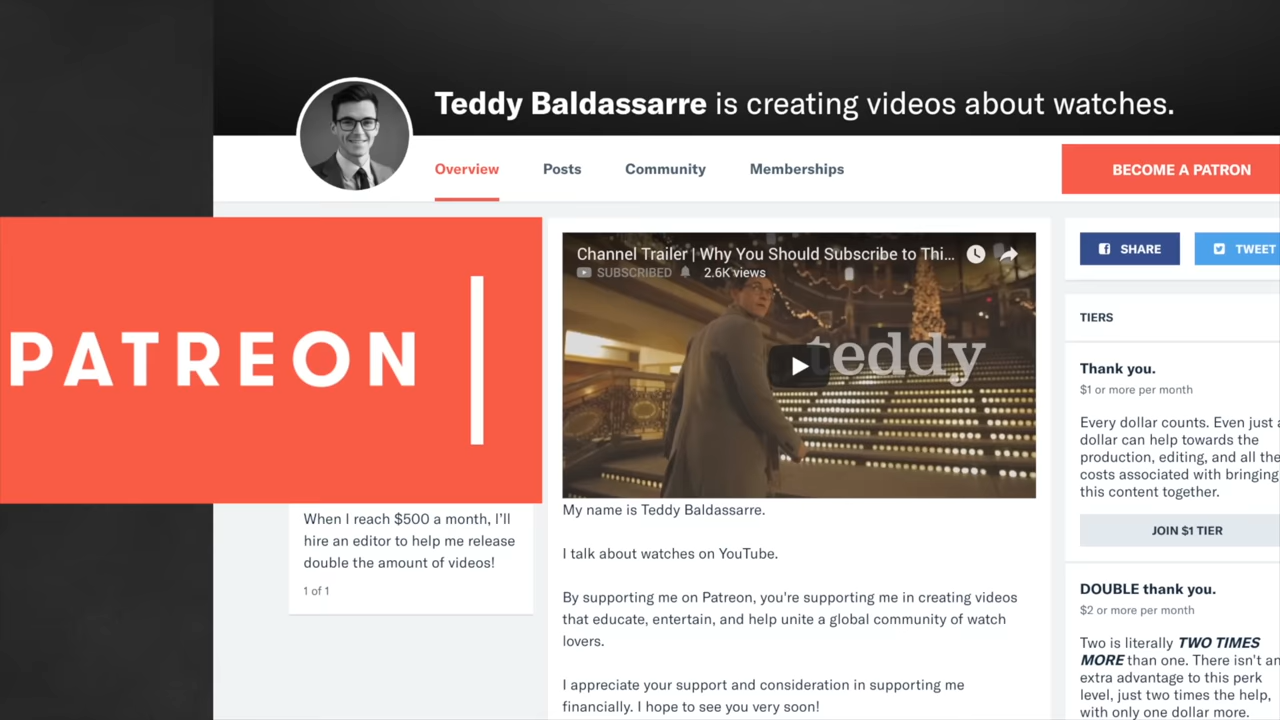 Teddy Baldassarre is creating videos about watches.
Overview
Posts
Community
Memberships
BECOME A PATRON
PATREON
When I reach $500 a month, I'll
hire an editor to help me release
double the amount of videos!
1 of 1
Channel Trailer | Why You Should Subscribe to Thi...
SUBSCRIBED
2.6K views
teddy
My name is Teddy Baldassarre.
I talk about watches on YouTube.
By supporting me on Patreon, you're supporting me in creating videos
that educate, entertain, and help unite a global community of watch
lovers.
I appreciate your support and consideration in supporting me
financially. I hope to see you very soon!
SHARE
TWEET
TIERS
Thank you.
$1 or more per month
Every dollar counts. Even just a
dollar can help towards the
production, editing, and all the
costs associated with bringing
this content together.
JOIN $1 TIER
DOUBLE thank you.
$2 or more per month
Two is literally TWO TIMES
MORE than one. There isn't an
extra advantage to this perk
level, just two times the help,
with only one dollar more.